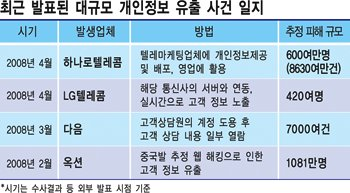 최근 발표된 대규모 개인정보 유출 사건 일지
시기 발생업체 방법 추정 피해 규모
2008년 4월 하나로텔레콤 텔레마케팅업체에 개인정보제공 및 배포, 영업에 활용 600여만명 (8630여만건)
2008년 4월 LG텔레콤 해당 통신사의 서버와 연동, 실시간으로 고객 정보 노출 420여명
2008년 3월 다음 고객상담원의 계정 도용 후 고객 상담 내용 일부 열람 7000여건
2008년 2월 옥션 중국발 추정 웹 해킹으로 인한 고객 정보 유출 1081만명
*시기는 수사결과 등 외부 발표 시점 기준